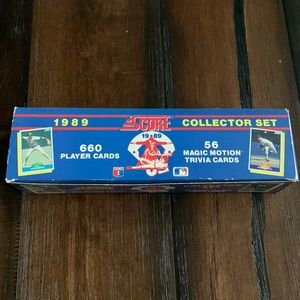 1989 SCORE COLLECTOR SET
1989
660
PLAYER CARDS
56
MAGIC MOTION
TRIVIA CARDS